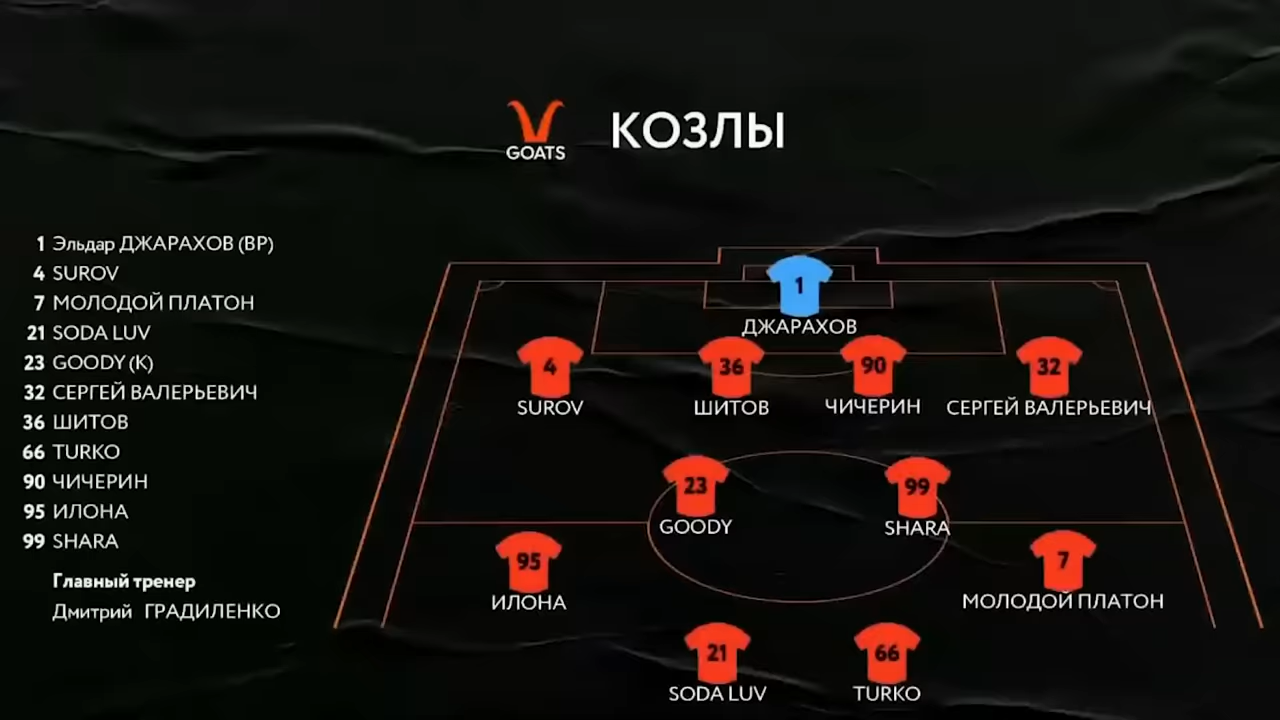 GOATS
КОЗЛЫ
1 Эльдар ДЖАРАХОВ (ВР)
4 SUROV
7 МОЛОДОЙ ПЛАТОН
21 SODA LUV
23 GOODY (К)
32 СЕРГЕЙ ВАЛЕРЬЕВИЧ
36 ШИТОВ
66 TURKO
90 ЧИЧЕРИН
95 ИЛОНА
99 SHARA
Главный тренер
Дмитрий ГРАДИЛЕНКО
1
ДЖАРАХОВ
4 36 90 32
SUROV ШИТОВ ЧИЧЕРИН СЕРГЕЙ ВАЛЕРЬЕВИЧ
23 99
GOODY SHARA
95 7
ИЛОНА МОЛОДОЙ ПЛАТОН
21 66
SODA LUV TURKO